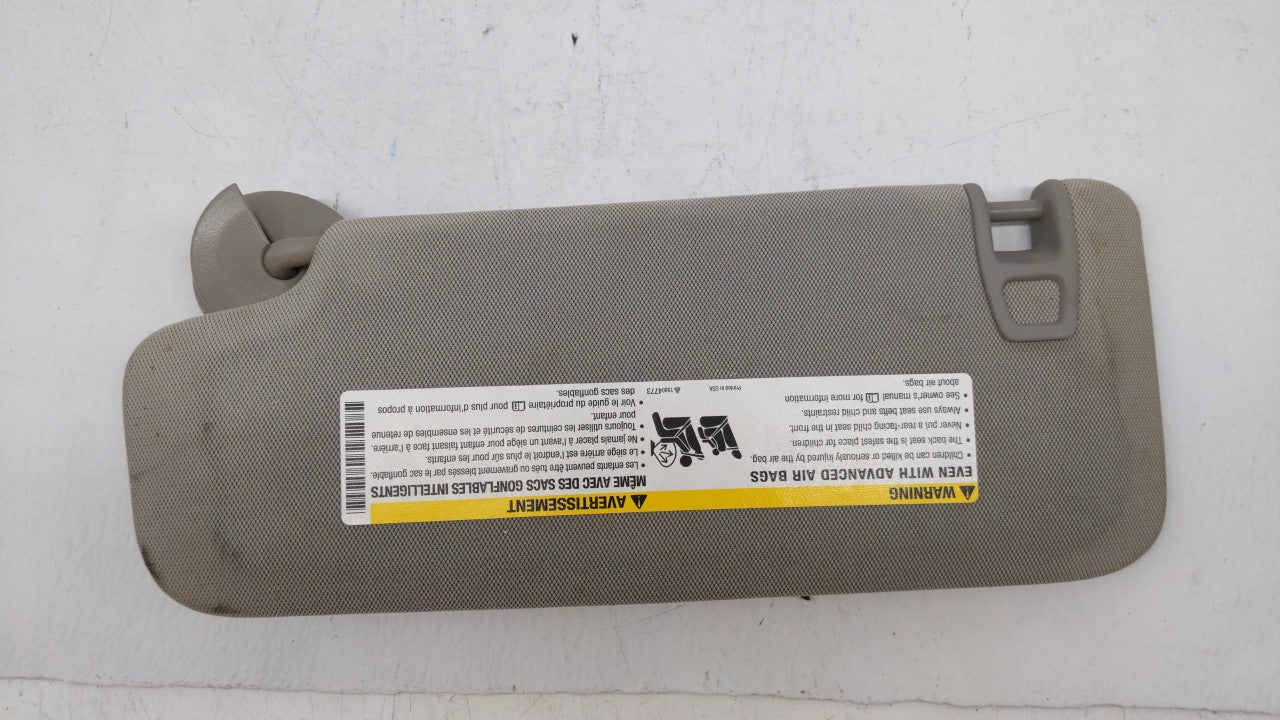 ⚠ WARNING
EVEN WITH ADVANCED AIR BAGS
• Children can be killed or seriously injured by the air bag.
• The back seat is the safest place for children.
• Never put a rear-facing child seat in the front.
• Always use seat belts and child restraints.
• See owner's manual for more information
about air bags.
Printed in USA
15904773
⚠ AVERTISSEMENT
MÊME AVEC DES SACS GONFLABLES INTELLIGENTS
• Les enfants peuvent être tués ou gravement blessés par le sac gonflable.
• Le siège arrière est l'endroit le plus sûr pour les enfants.
• Ne jamais placer à l'avant un siège pour enfant faisant face à l'arrière.
• Toujours utiliser les ceintures de sécurité et les ensembles de retenue
pour enfant.
• Voir le guide du propriétaire pour plus d'information à propos
des sacs gonflables.